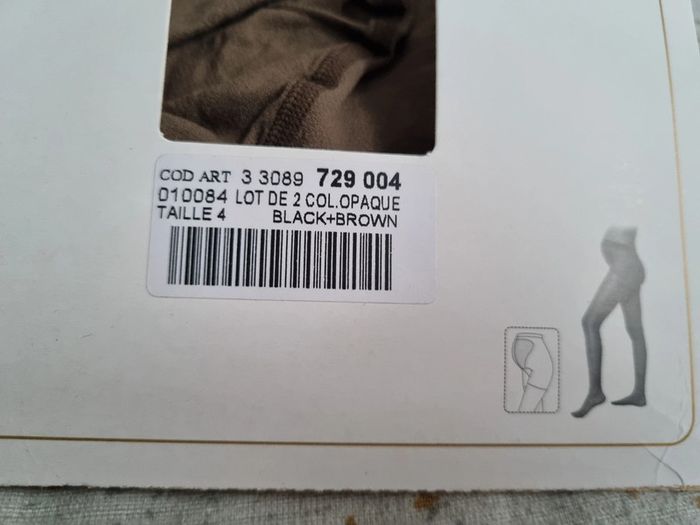 COD ART 3 3089 729 004
010084 LOT DE 2 COL.OPAQUE
TAILLE 4 BLACK+BROWN